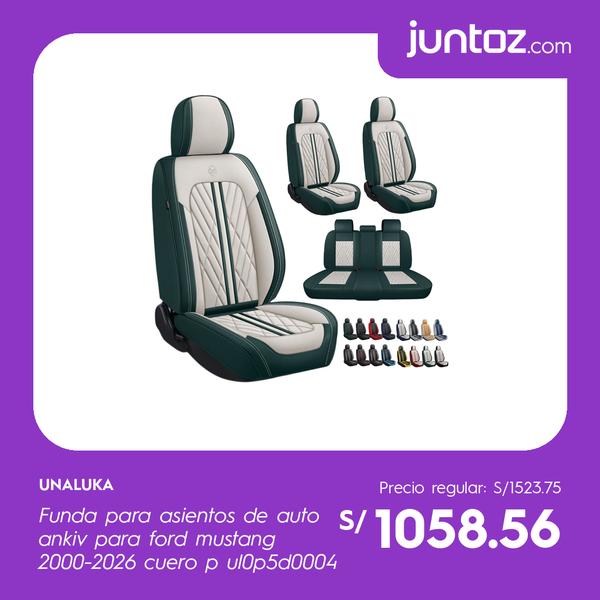 juntoz.com
UNALUKA
Funda para asientos de auto
ankiv para ford mustang
2000-2026 cuero p ul0p5d0004
Precio regular: S/1523.75
S/ 1058.56